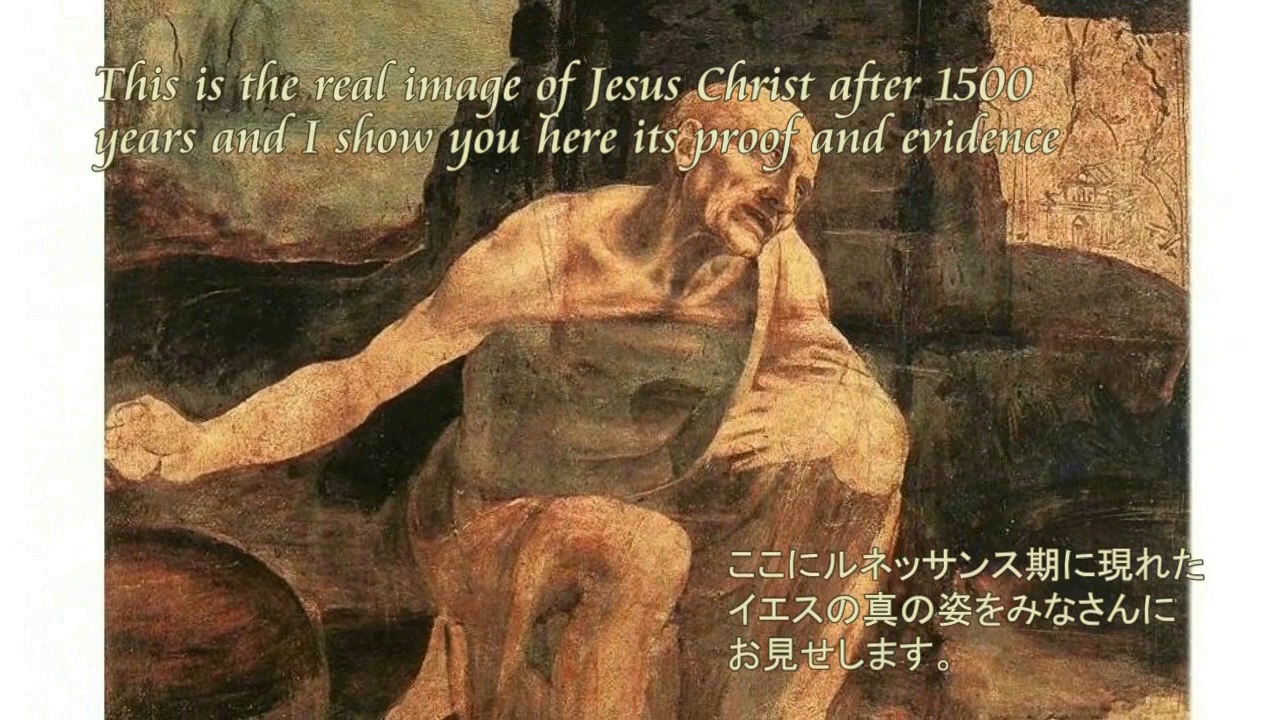 This is the real image of Jesus Christ after 1500
years and I show you here its proof and evidence
ここにルネッサンス期に現れた
イエスの真の姿をみなさんに
お見せします。